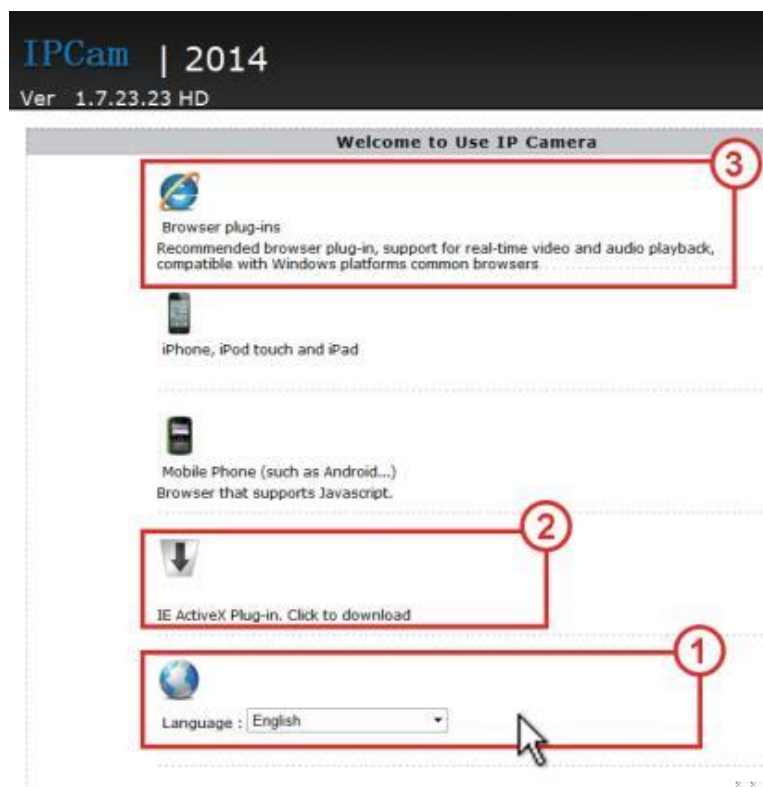 IPCam | 2014
Ver 1.7.23.23 HD
Welcome to Use IP Camera
3
Browser plug-ins
Recommended browser plug-in, support for real-time video and audio playback,
compatible with Windows platforms common browsers
iPhone, iPod touch and iPad
Mobile Phone (such as Android...)
Browser that supports Javascript.
2
IE ActiveX Plug-in. Click to download
1
Language : English